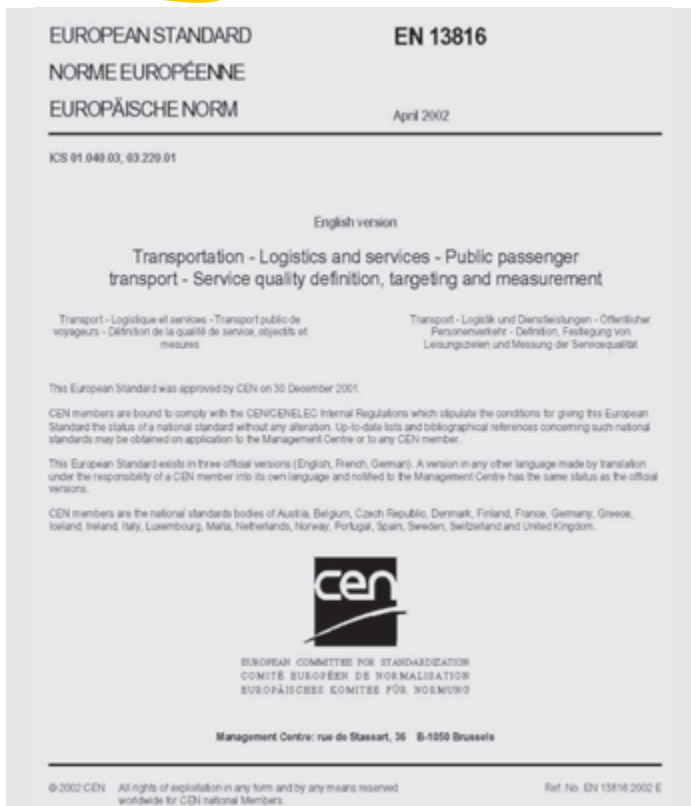 EUROPEAN STANDARD
EN 13816
NORME EUROPÉENNE
EUROPÄISCHE NORM
April 2002
ICS 01.040.03; 03.220.01
English version
Transportation - Logistics and services - Public passenger
transport - Service quality definition, targeting and measurement
Transport - Logistique et services - Transport public de
voyageurs - Définition de la qualité de service, objectifs et
mesures
Transport - Logistik und Dienstleistungen - Öffentlicher
Personenverkehr - Definition, Festlegung von
Leisungszielen und Messung der Servicequalität
This European Standard was approved by CEN on 30 December 2001.
CEN members are bound to comply with the CEN/CENELEC Internal Regulations which stipulate the conditions for giving this European
Standard the status of a national standard without any alteration. Up-to-date lists and bibliographical references concerning such national
standards may be obtained on application to the Management Centre or to any CEN member.
This European Standard exists in three official versions (English, French, German). A version in any other language made by translation
under the responsibility of a CEN member into its own language and notified to the Management Centre has the same status as the official
versions.
CEN members are the national standards bodies of Austria, Belgium, Czech Republic, Denmark, Finland, France, Germany, Greece,
Iceland, Ireland, Italy, Luxembourg, Malta, Netherlands, Norway, Portugal, Spain, Sweden, Switzerland and United Kingdom.
cen
EUROPEAN COMMITTEE FOR STANDARDIZATION
COMITÉ EUROPÉEN DE NORMALISATION
EUROPÄISCHES KOMITEE FÜR NORMUNG
Management Centre: rue de Stassart, 36 B-1050 Brussels
© 2002 CEN All rights of exploitation in any form and by any means reserved
worldwide for CEN national Members.
Ref. No. EN 13816:2002 E